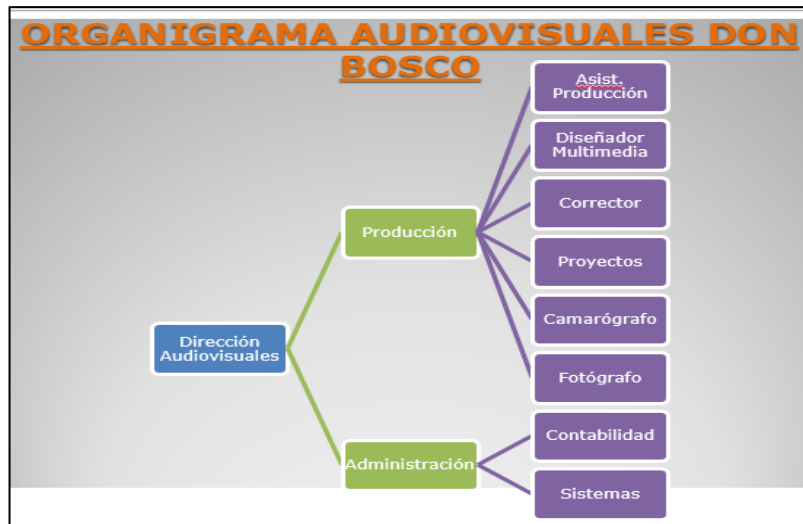 ORGANIGRAMA AUDIOVISUALES DON
BOSCO
Asist.
Producción
Diseñador
Multimedia
Corrector
Producción
Proyectos
Camarógrafo
Dirección
Audiovisuales
Fotógrafo
Contabilidad
Administración
Sistemas